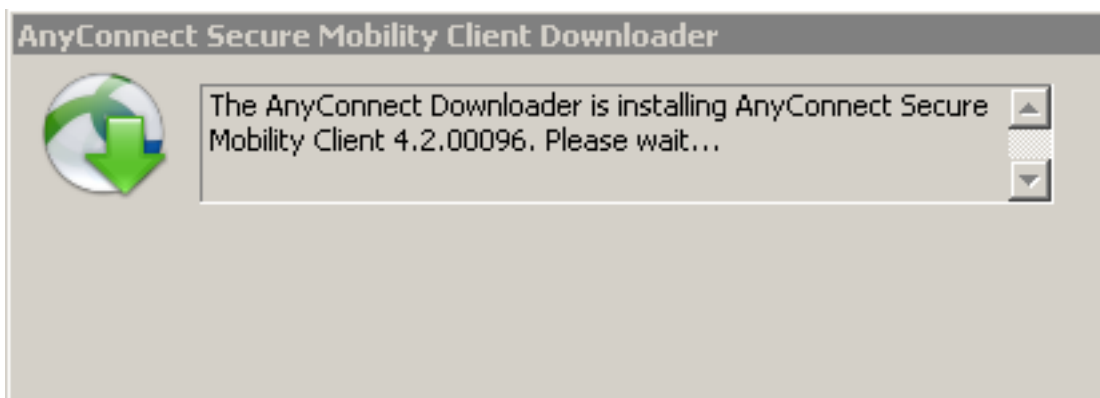 AnyConnect Secure Mobility Client Downloader
The AnyConnect Downloader is installing AnyConnect Secure
Mobility Client 4.2.00096. Please wait...